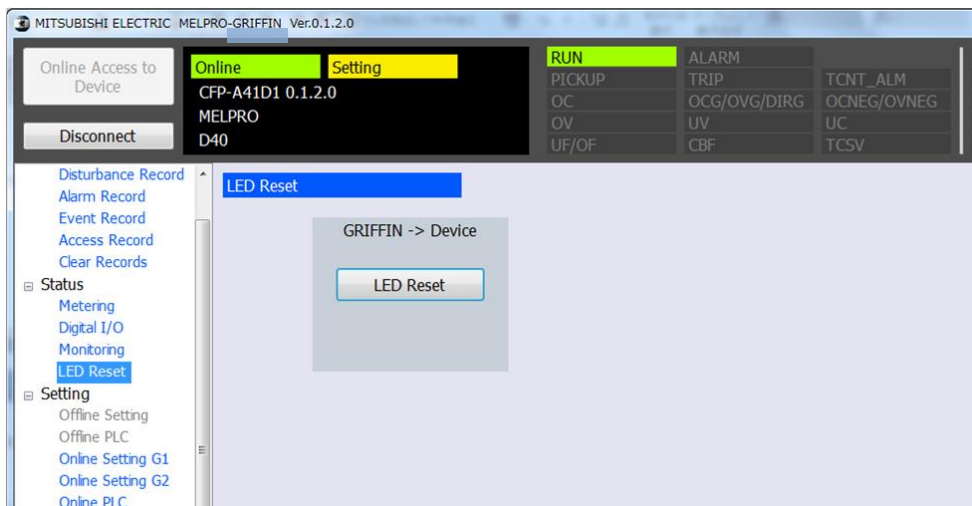 MITSUBISHI ELECTRIC MELPRO-GRIFFIN Ver.0.1.2.0
Online Access to
Device
Disconnect
Online Setting
CFP-A41D1 0.1.2.0
MELPRO
D40
RUN ALARM
PICKUP TRIP TCNT_ALM
OC OCG/OVG/DIRG OCNEG/OVNEG
OV UV UC
UF/OF CBF TCSV
Disturbance Record
Alarm Record
Event Record
Access Record
Clear Records
Status
Metering
Digital I/O
Monitoring
LED Reset
Setting
Offline Setting
Offline PLC
Online Setting G1
Online Setting G2
Online PLC
LED Reset
GRIFFIN -> Device
LED Reset